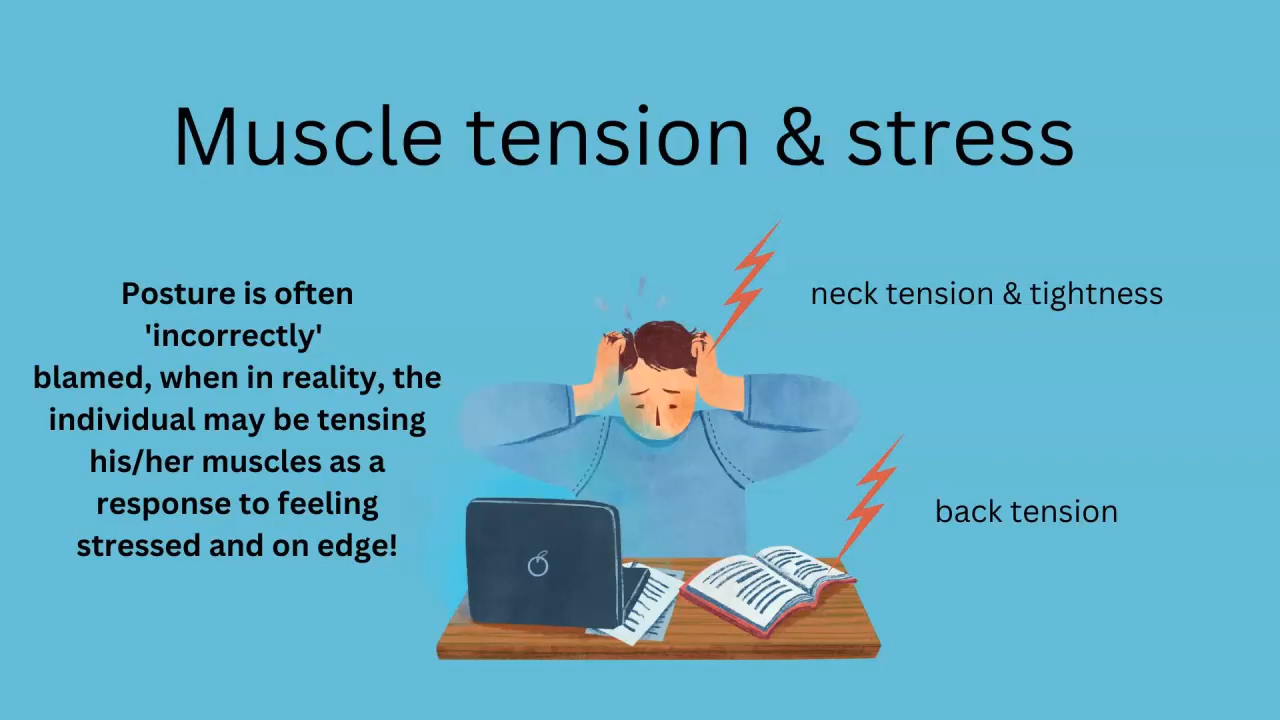 Muscle tension & stress
Posture is often
'incorrectly'
blamed, when in reality, the
individual may be tensing
his/her muscles as a
response to feeling
stressed and on edge!
neck tension & tightness
back tension